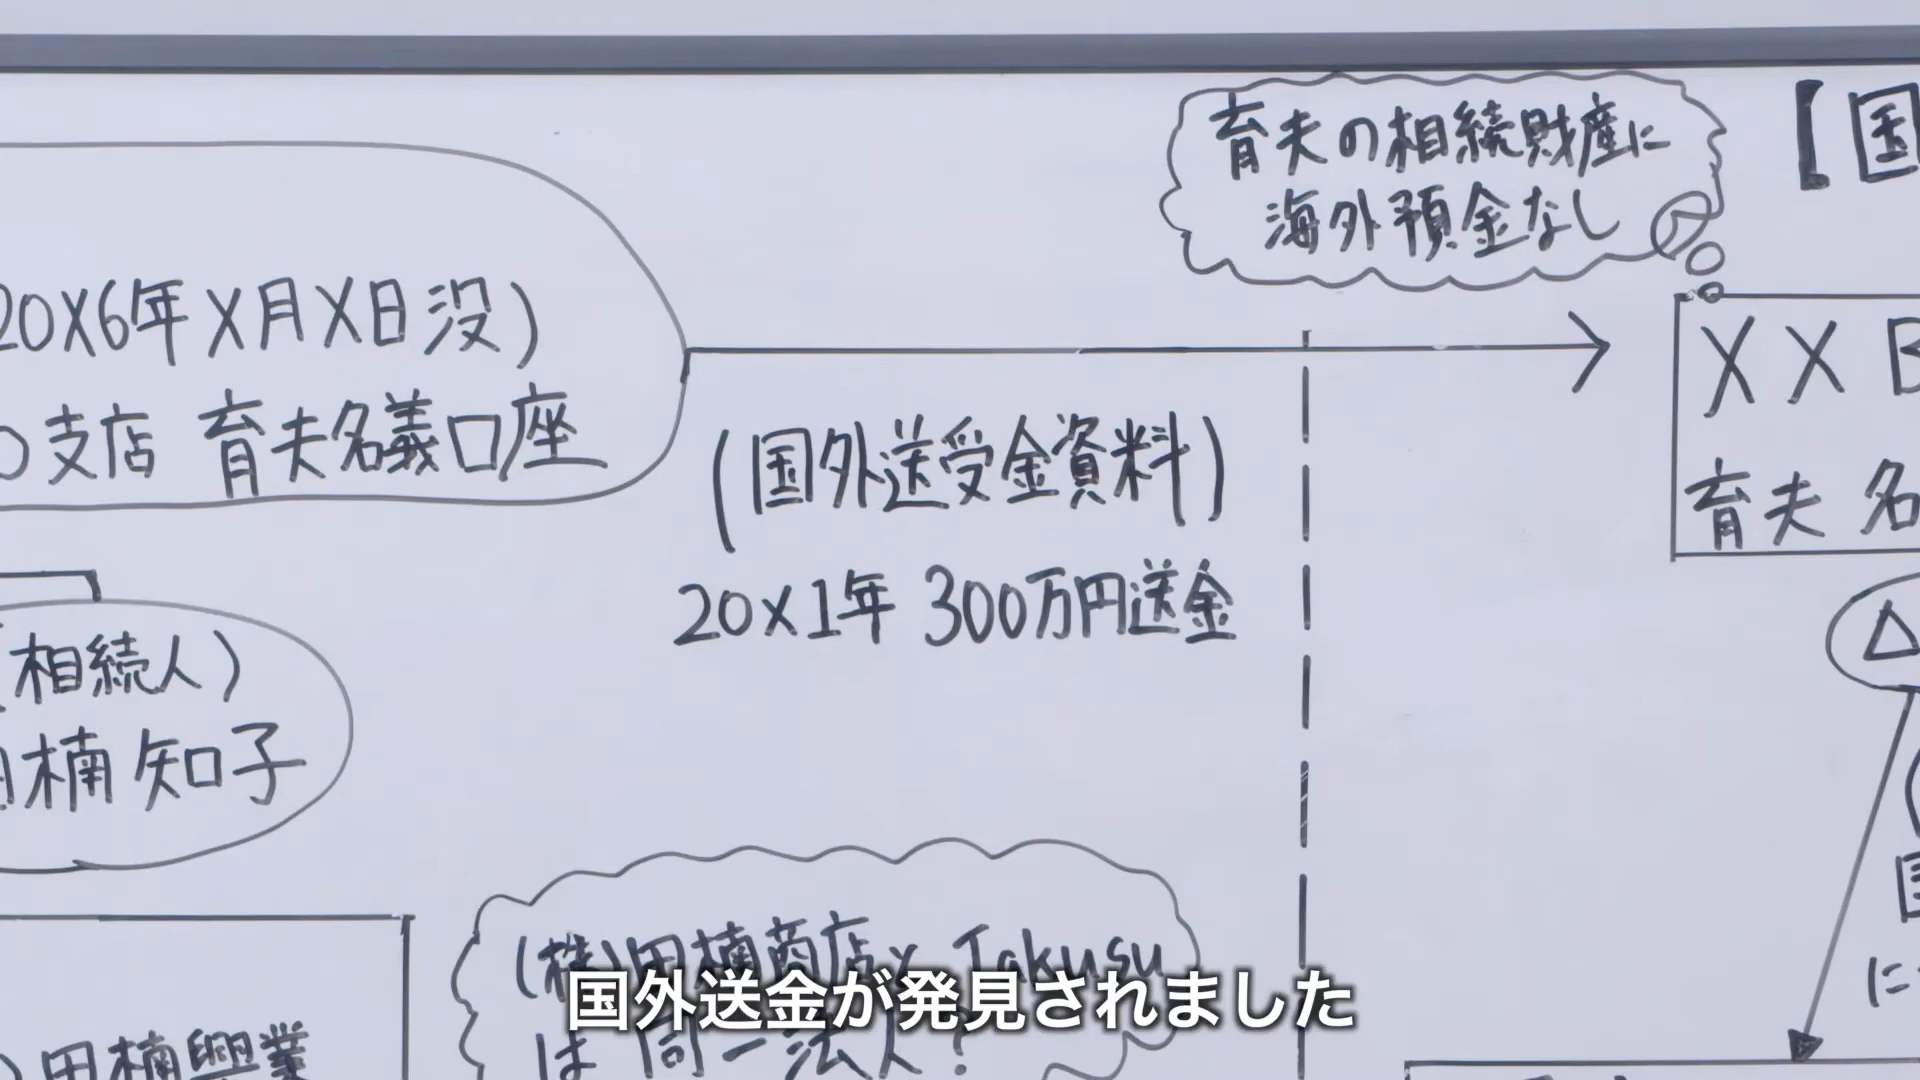 育夫の相続財産に
海外預金なし
【国
20X6年X月X日没)
支店 育夫名義口座
XX B
育夫 名
(国外送受金資料)
20X1年 300万円送金
(相続人)
楠 知子
△
国
に
(株)田楠商店と Takusu
は 同一法人?
田楠興業
国外送金が発見されました